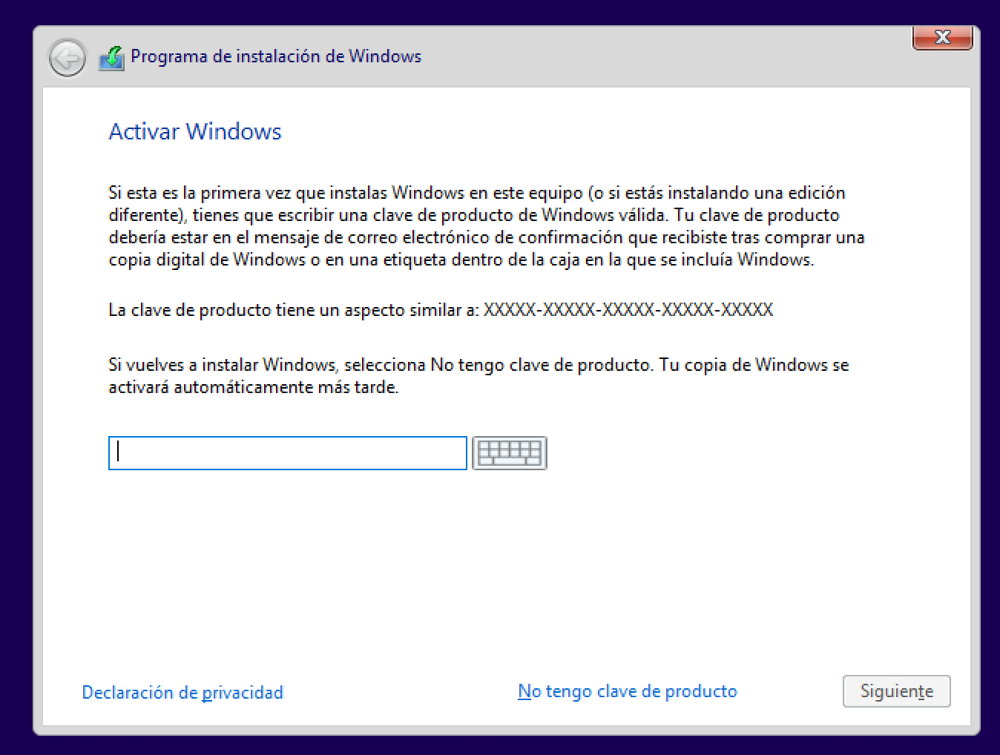 Programa de instalación de Windows
Activar Windows
Si esta es la primera vez que instalas Windows en este equipo (o si estás instalando una edición
diferente), tienes que escribir una clave de producto de Windows válida. Tu clave de producto
debería estar en el mensaje de correo electrónico de confirmación que recibiste tras comprar una
copia digital de Windows o en una etiqueta dentro de la caja en la que se incluía Windows.
La clave de producto tiene un aspecto similar a: XXXXX-XXXXX-XXXXX-XXXXX-XXXXX
Si vuelves a instalar Windows, selecciona No tengo clave de producto. Tu copia de Windows se
activará automáticamente más tarde.
Declaración de privacidad
No tengo clave de producto
Siguiente